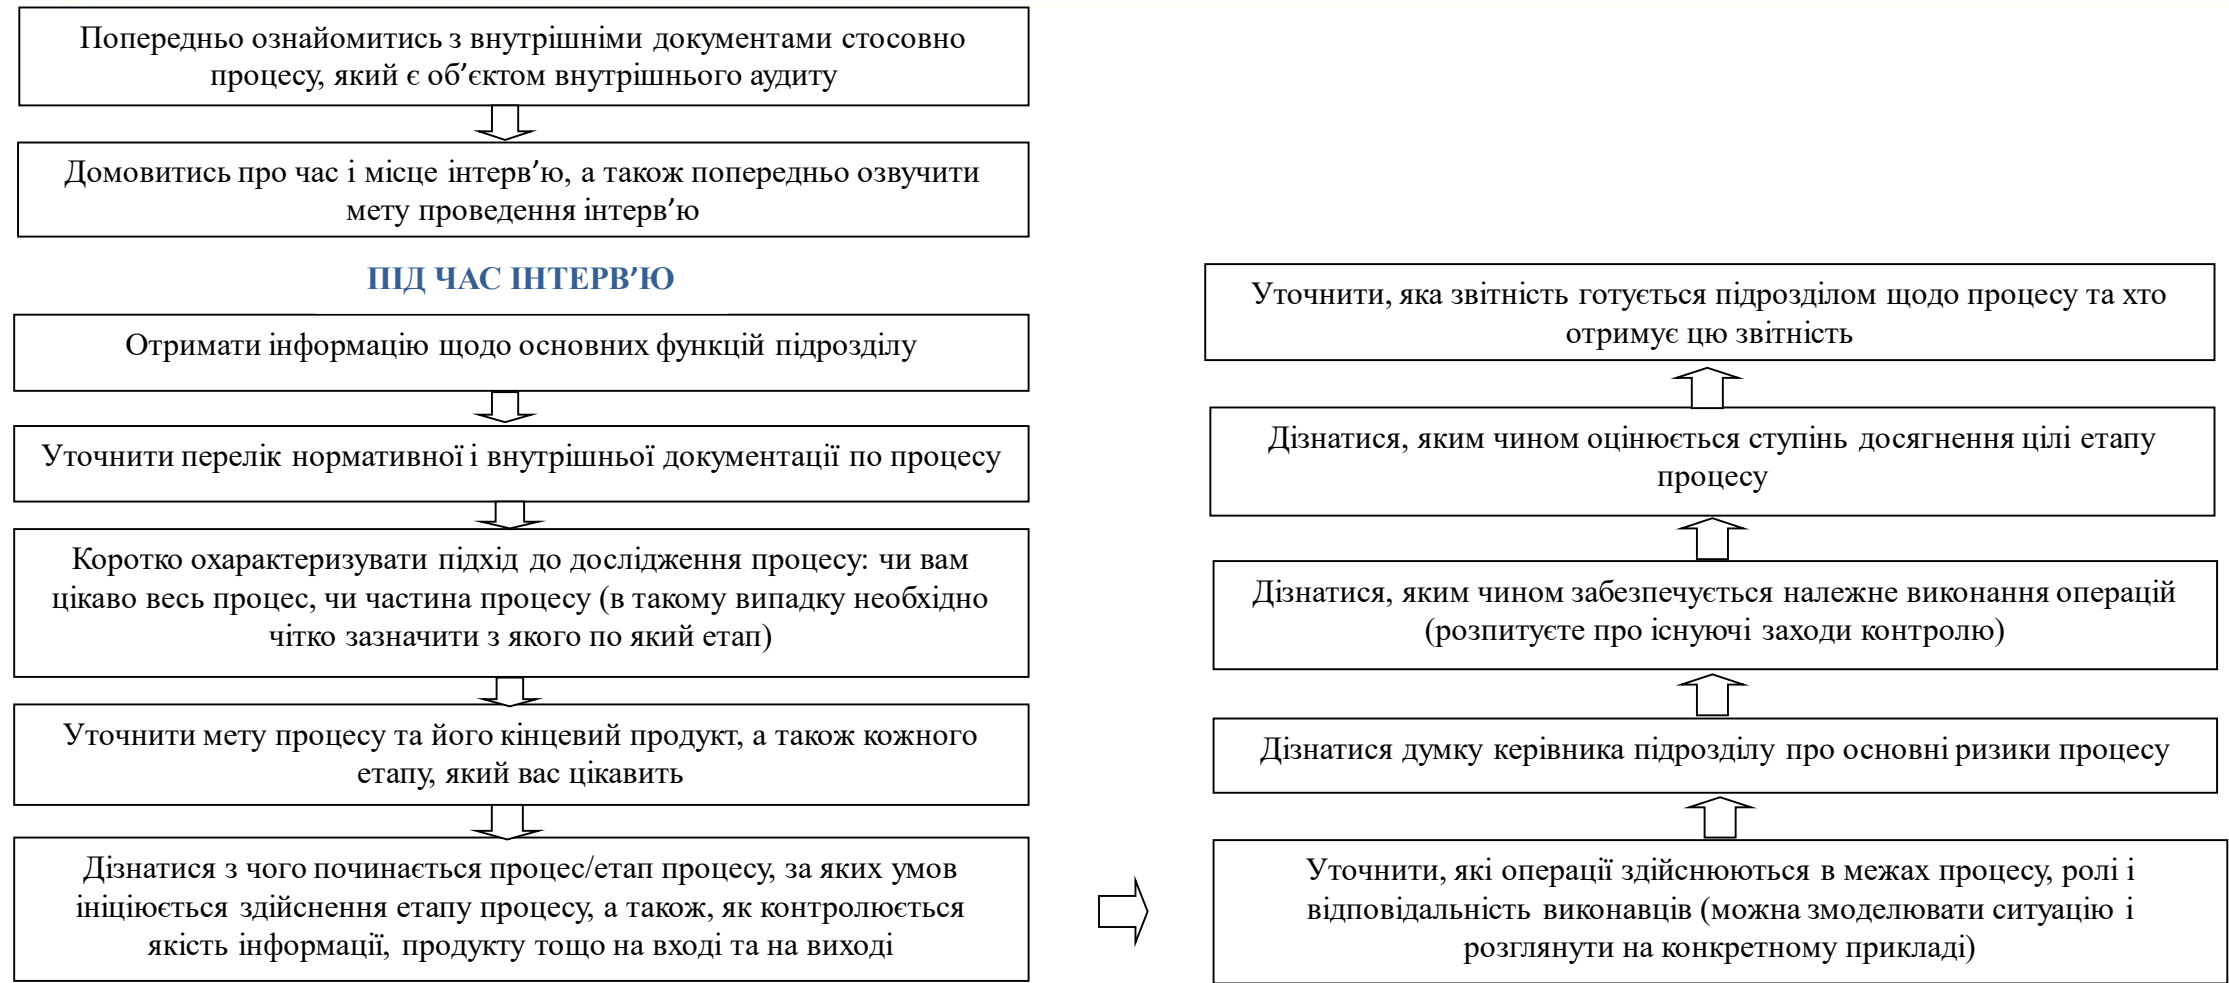 Попередньо ознайомитись з внутрішніми документами стосовно
процесу, який є об’єктом внутрішнього аудиту
Домовитись про час і місце інтерв’ю, а також попередньо озвучити
мету проведення інтерв’ю
ПІД ЧАС ІНТЕРВ’Ю
Отримати інформацію щодо основних функцій підрозділу
Уточнити перелік нормативної і внутрішньої документації по процесу
Коротко охарактеризувати підхід до дослідження процесу: чи вам
цікаво весь процес, чи частина процесу (в такому випадку необхідно
чітко зазначити з якого по який етап)
Уточнити мету процесу та його кінцевий продукт, а також кожного
етапу, який вас цікавить
Дізнатися з чого починається процес/етап процесу, за яких умов
ініціюється здійснення етапу процесу, а також, як контролюється
якість інформації, продукту тощо на вході та на виході
Уточнити, які операції здійснюються в межах процесу, ролі і
відповідальність виконавців (можна змоделювати ситуацію і
розглянути на конкретному прикладі)
Дізнатися думку керівника підрозділу про основні ризики процесу
Дізнатися, яким чином забезпечується належне виконання операцій
(розпитуєте про існуючі заходи контролю)
Дізнатися, яким чином оцінюється ступінь досягнення цілі етапу
процесу
Уточнити, яка звітність готується підрозділом щодо процесу та хто
отримує цю звітність